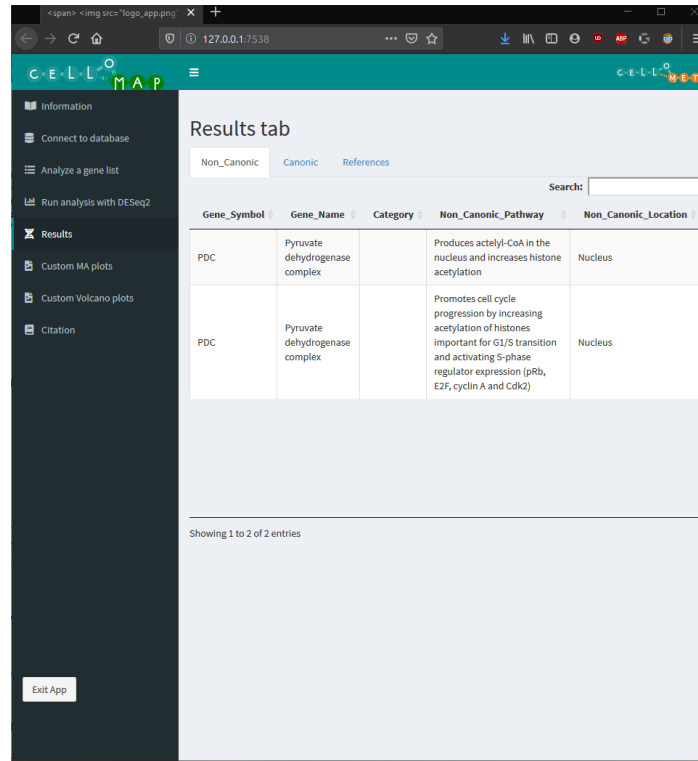 <span> <img src="logo_app.png"
127.0.0.1:7538
CELLO MAP
CELLO MET
Information
Connect to database
Analyze a gene list
Run analysis with DESeq2
Results
Custom MA plots
Custom Volcano plots
Citation
Exit App
Results tab
Non_Canonic Canonic References
Search:
Gene_Symbol Gene_Name Category Non_Canonic_Pathway Non_Canonic_Location
PDC
Pyruvate
dehydrogenase
complex
Produces actelyl-CoA in the
nucleus and increases histone
acetylation
Nucleus
PDC
Pyruvate
dehydrogenase
complex
Promotes cell cycle
progression by increasing
acetylation of histones
important for G1/S transition
and activating S-phase
regulator expression (pRb,
E2F, cyclin A and Cdk2)
Nucleus
Showing 1 to 2 of 2 entries